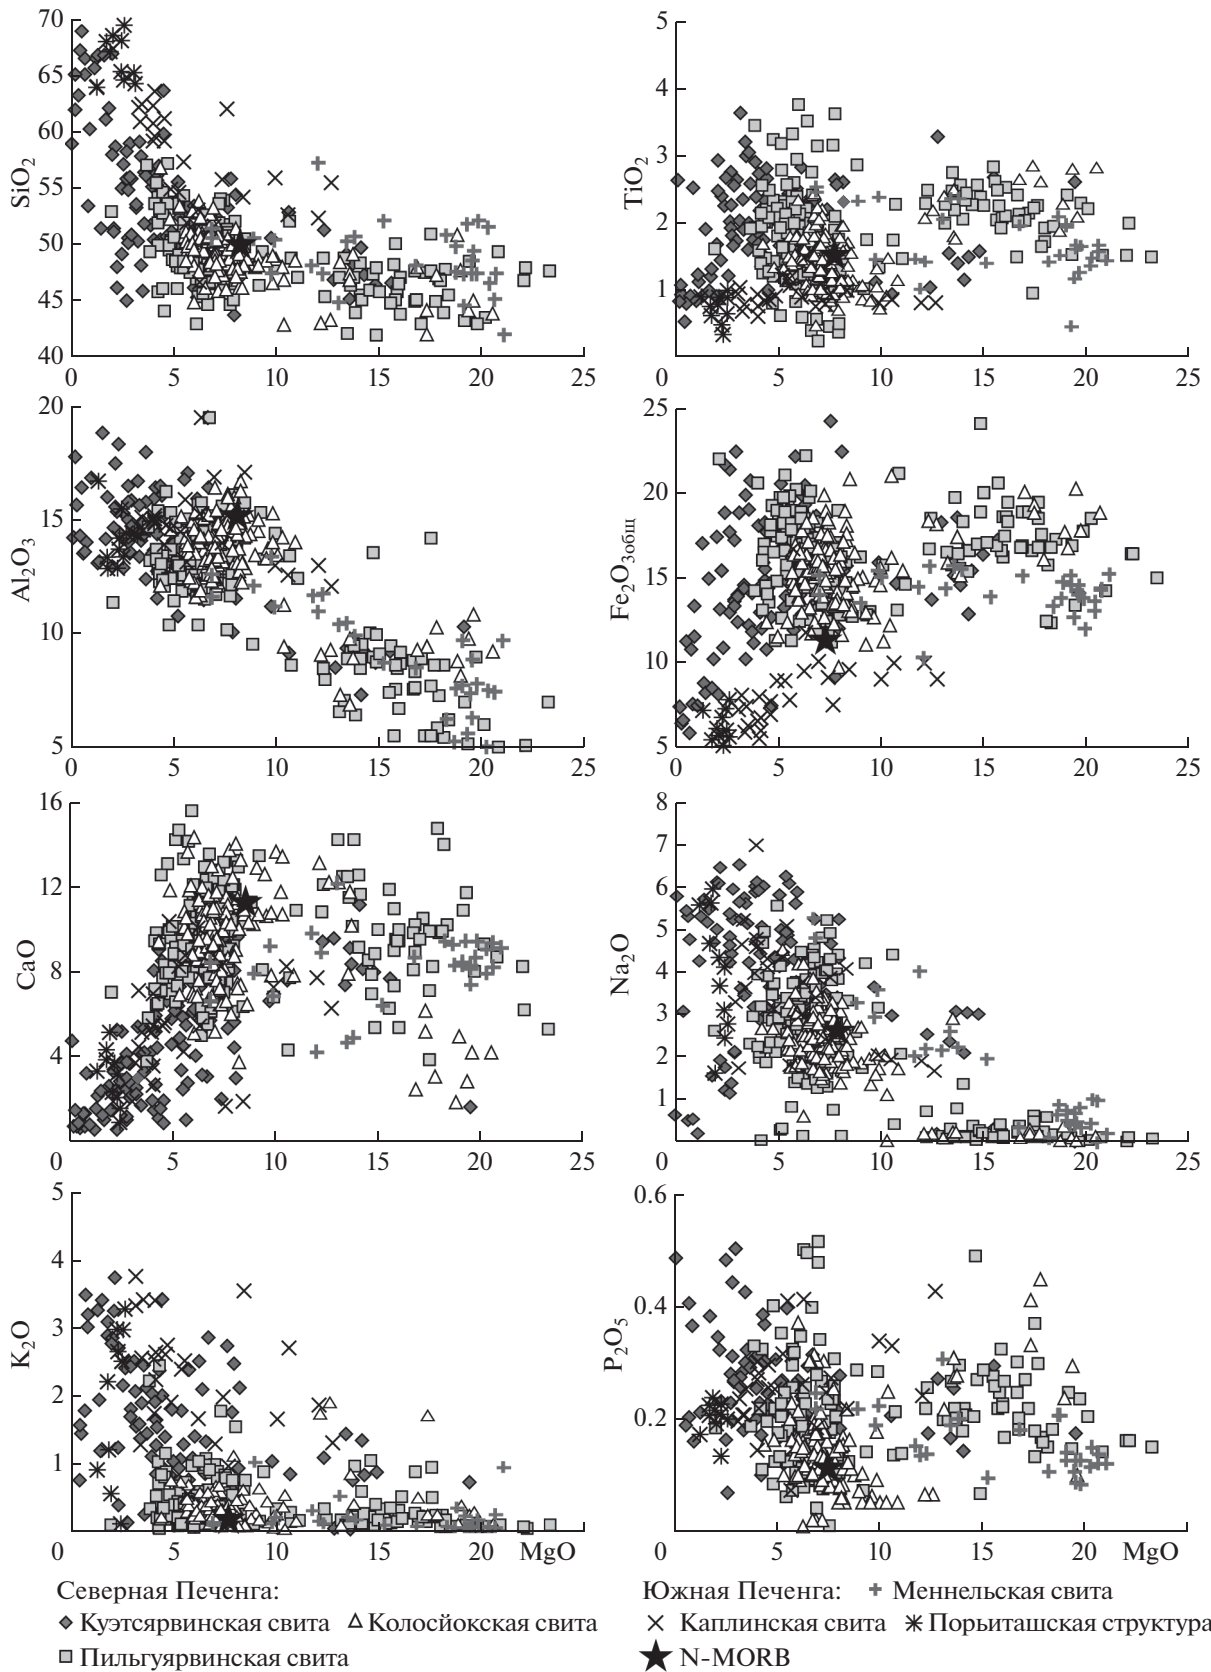 70
65
60
55
50
45
40
SiO2
0 5 10 15 20 25
5
4
3
2
1
TiO2
0 5 10 15 20 25
20
15
10
5
Al2O3
0 5 10 15 20 25
25
20
15
10
5
Fe2O3общ
0 5 10 15 20 25
16
12
8
4
CaO
0 5 10 15 20 25
8
7
6
5
4
3
2
1
Na2O
0 5 10 15 20 25
5
4
3
2
1
K2O
0 5 10 15 20 MgO
0.6
0.4
0.2
P2O5
0 5 10 15 20 MgO
Северная Печенга:
Куэтсярвинская свита Колосйокская свита
Пильгуярвинская свита
Южная Печенга: Меннельская свита
Каплинская свита Порьиташская структура
N-MORB